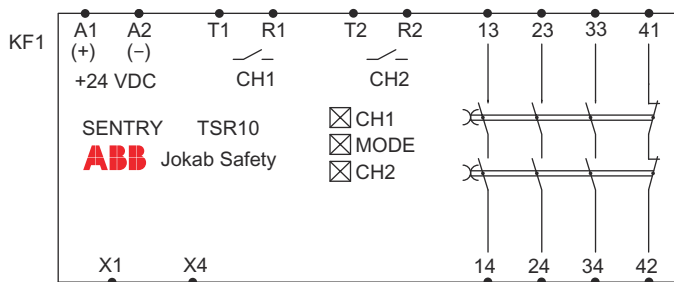 KF1
A1 A2 T1 R1 T2 R2 13 23 33 41
(+) (−)
+24 VDC CH1 CH2
CH1
SENTRY TSR10
MODE
ABB Jokab Safety
CH2
X1 X4 14 24 34 42